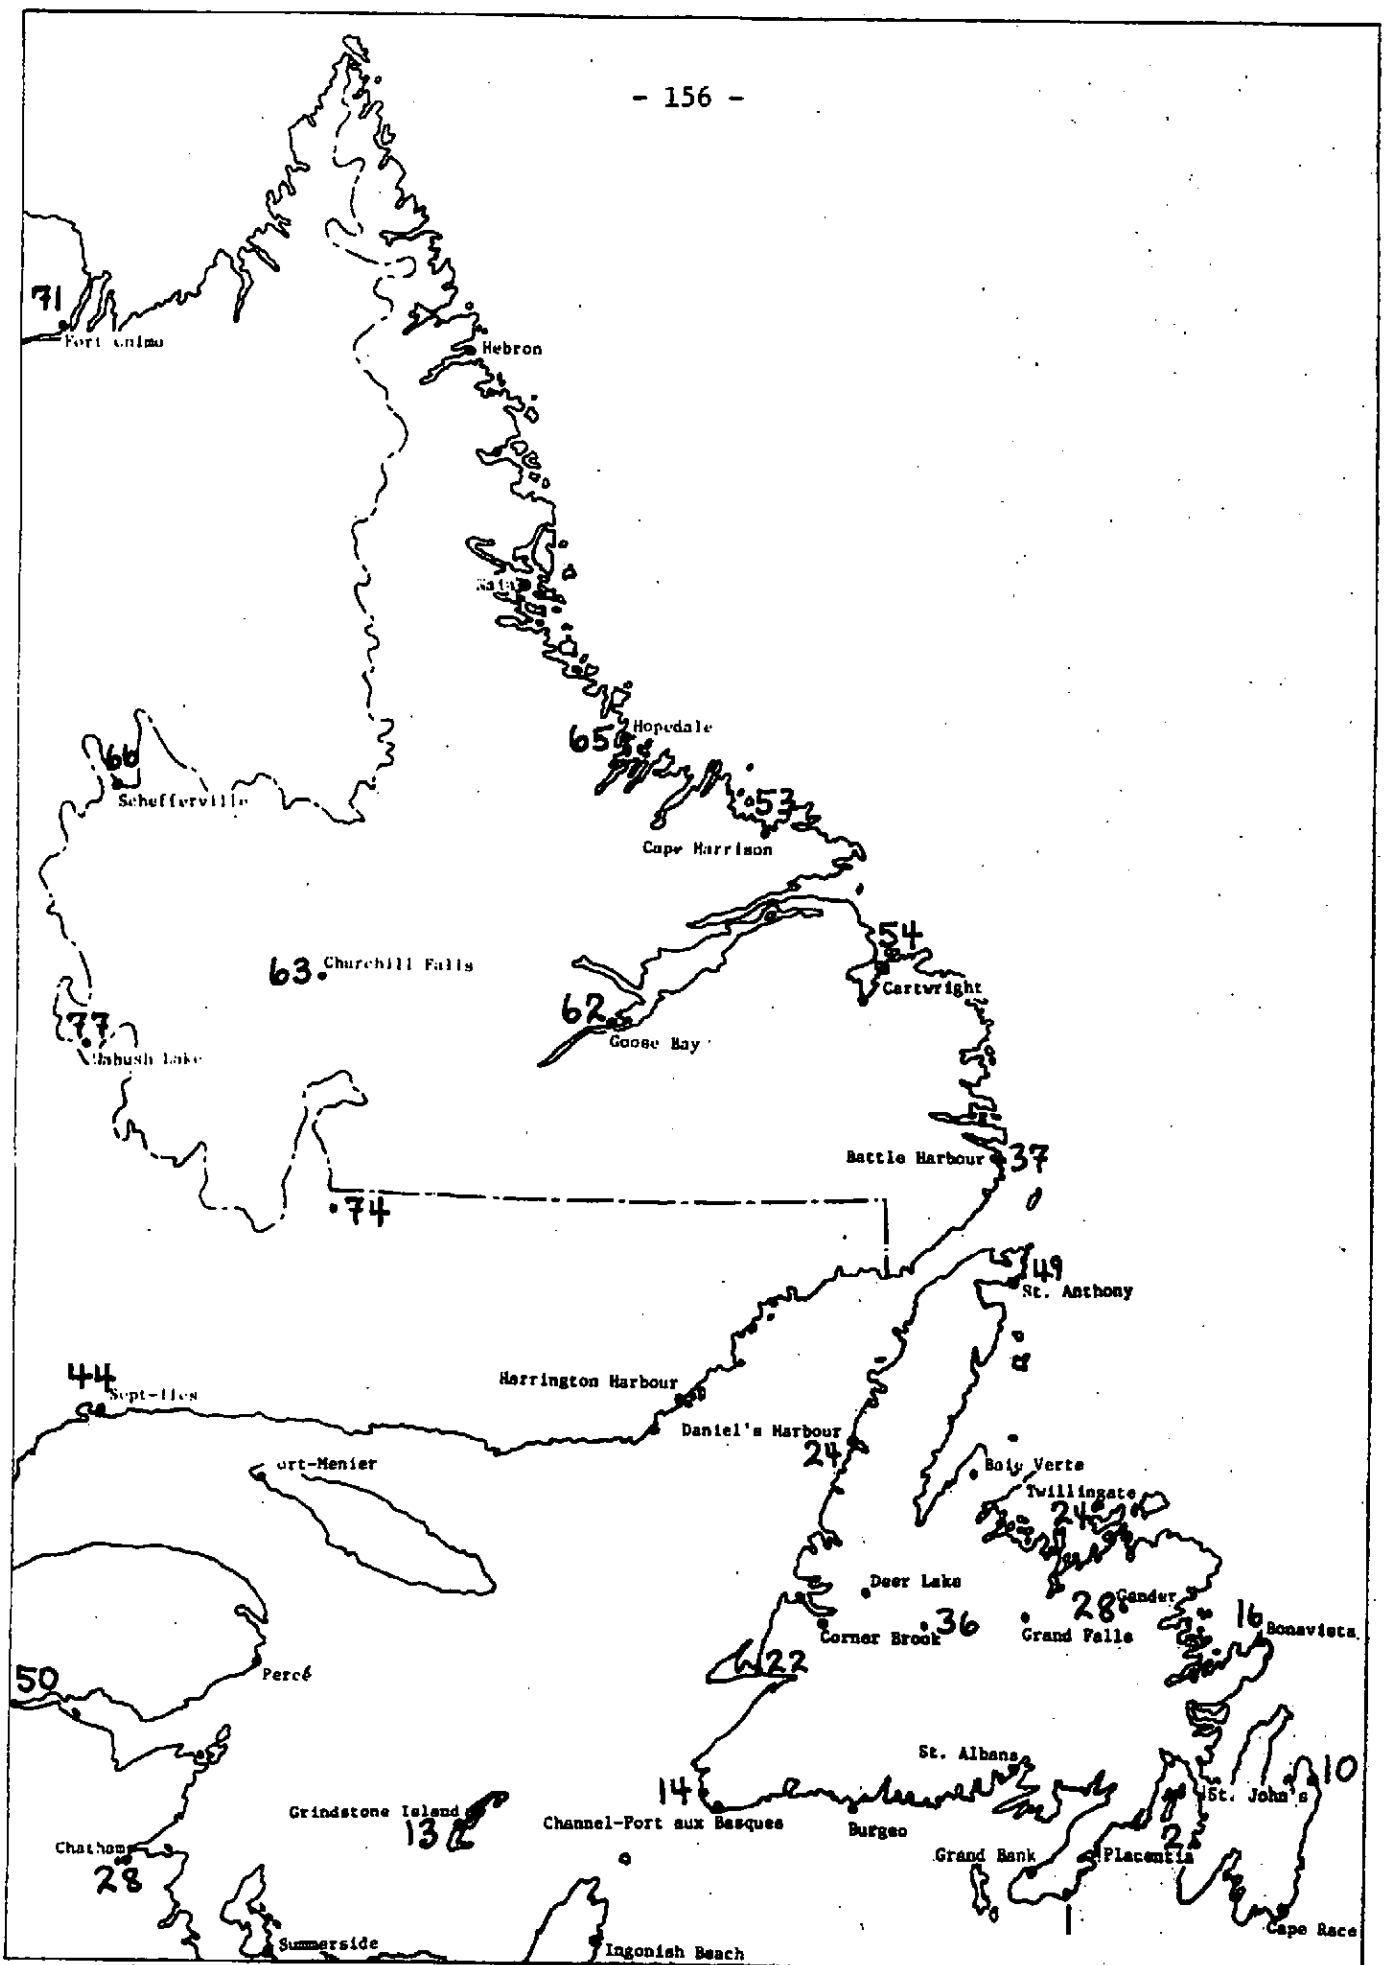 - 156 -
71
Hebron
65
Hopedale
66
Schefferville
53
Cape Harrison
54
63
Churchill Falls
Cartwright
62
77
Goose Bay
Battle Harbour 37
74
49
St. Anthony
44
Harrington Harbour
Daniel's Harbour
24
Baie Verte
Twillingate
24
Deer Lake
28
Gander
16
Corner Brook
36
Grand Falls
Bonavista
22
50
Percé
St. Albans
10
14
St. John's
Grindstone Island
13
Channel-Port aux Basques
Burgeo
2
Chatham
28
Grand Bank
Placentia
1
Cape Race
Summerside
Ingonish Beach